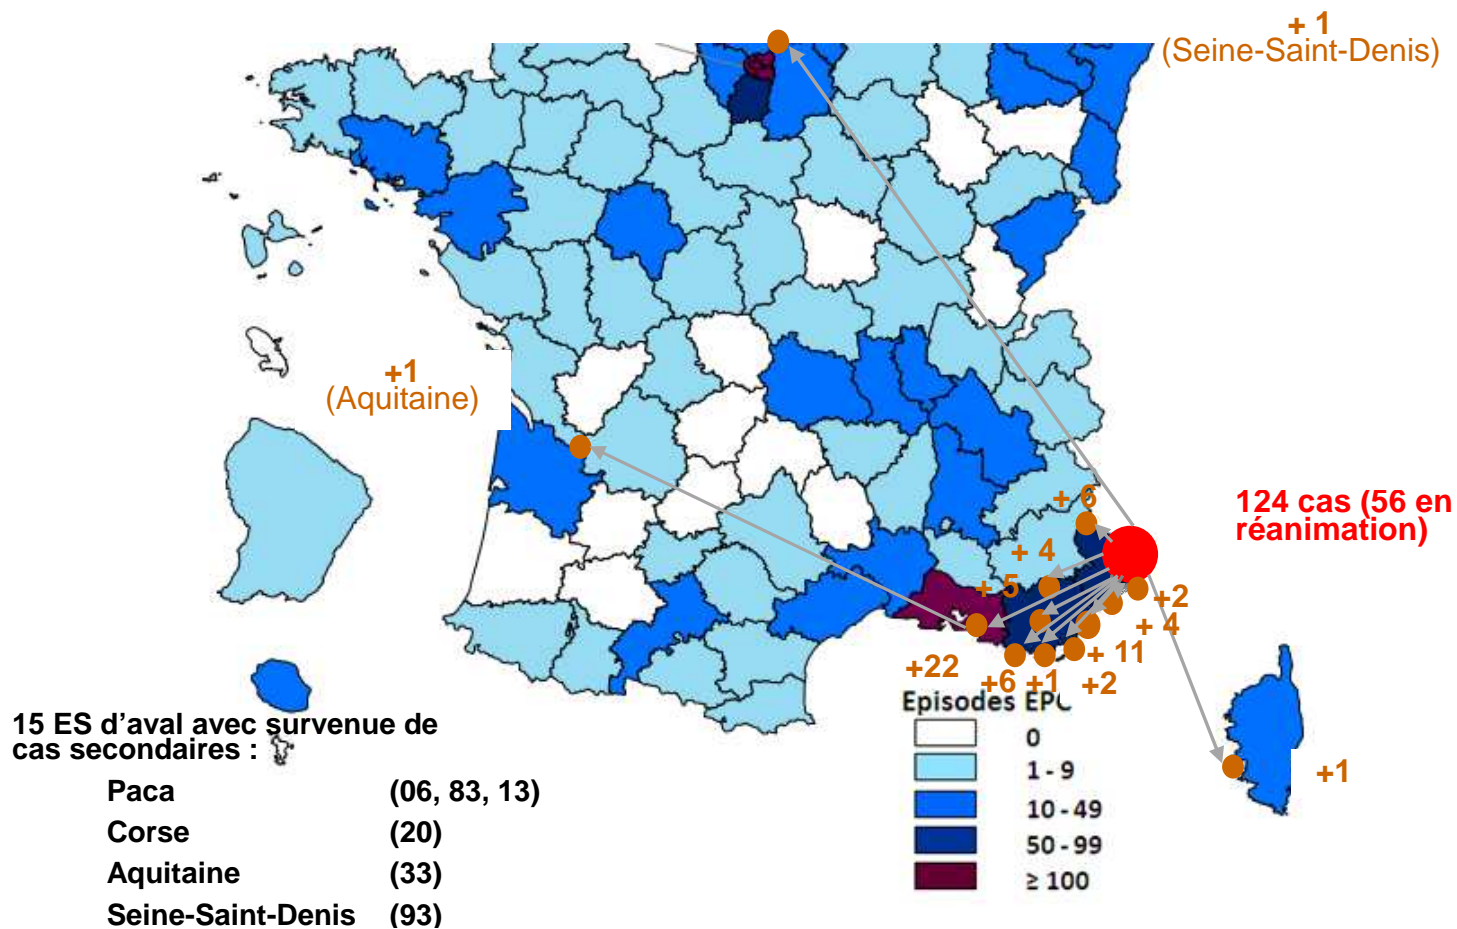 + 1
(Seine-Saint-Denis)
+1
(Aquitaine)
124 cas (56 en
réanimation)
+ 6
+ 4
+ 5
+2
+ 4
+ 11
+22
+6
+1
+2
+1
Episodes EPC
0
1 - 9
10 - 49
50 - 99
≥ 100
15 ES d’aval avec survenue de
cas secondaires :
Paca (06, 83, 13)
Corse (20)
Aquitaine (33)
Seine-Saint-Denis (93)